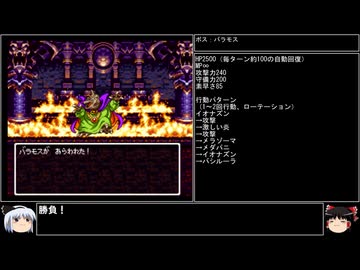 ボス：バラモス
HP2500（毎ターン約100の自動回復）
MP∞
攻撃力240
守備力200
素早さ85
行動パターン
（1～2回行動、ローテーション）
イオナズン
→攻撃
→激しい炎
→攻撃
→メラゾーマ
→メダパニ
→イオナズン
→バシルーラ
バラモスが　あらわれた！
勝負！